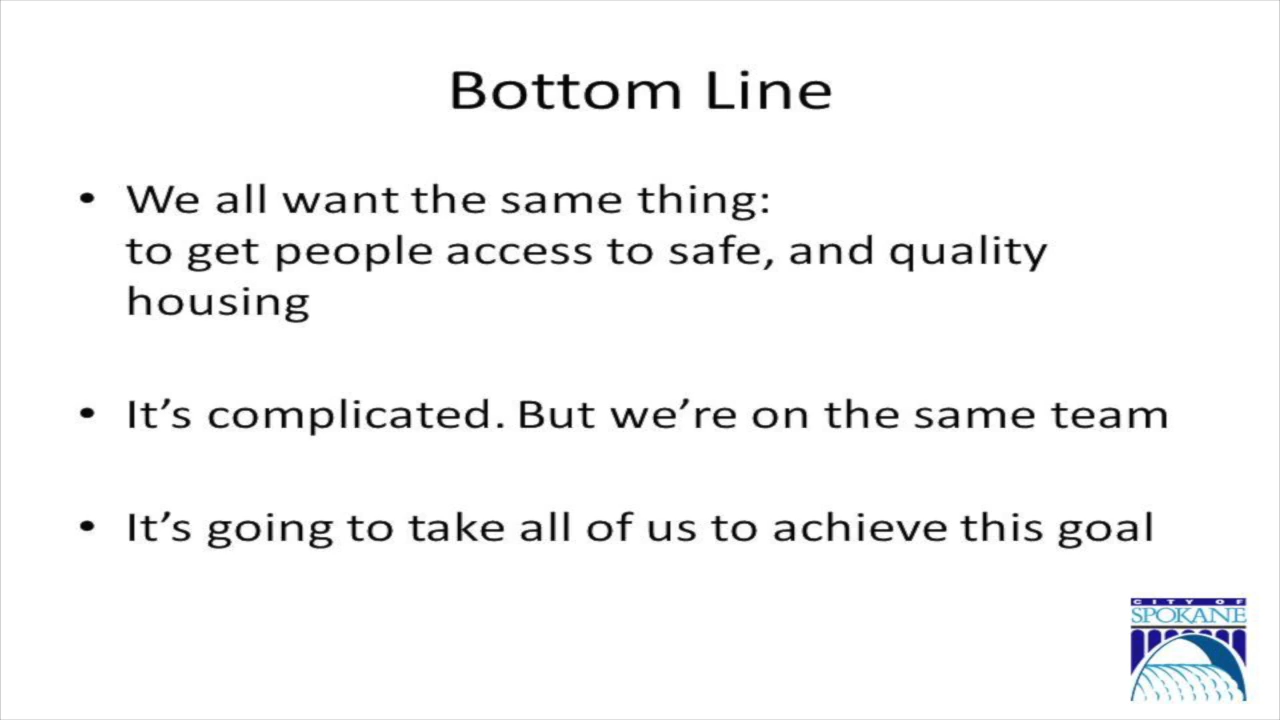 Bottom Line
• We all want the same thing:
to get people access to safe, and quality
housing
• It’s complicated. But we’re on the same team
• It’s going to take all of us to achieve this goal
CITY OF
SPOKANE